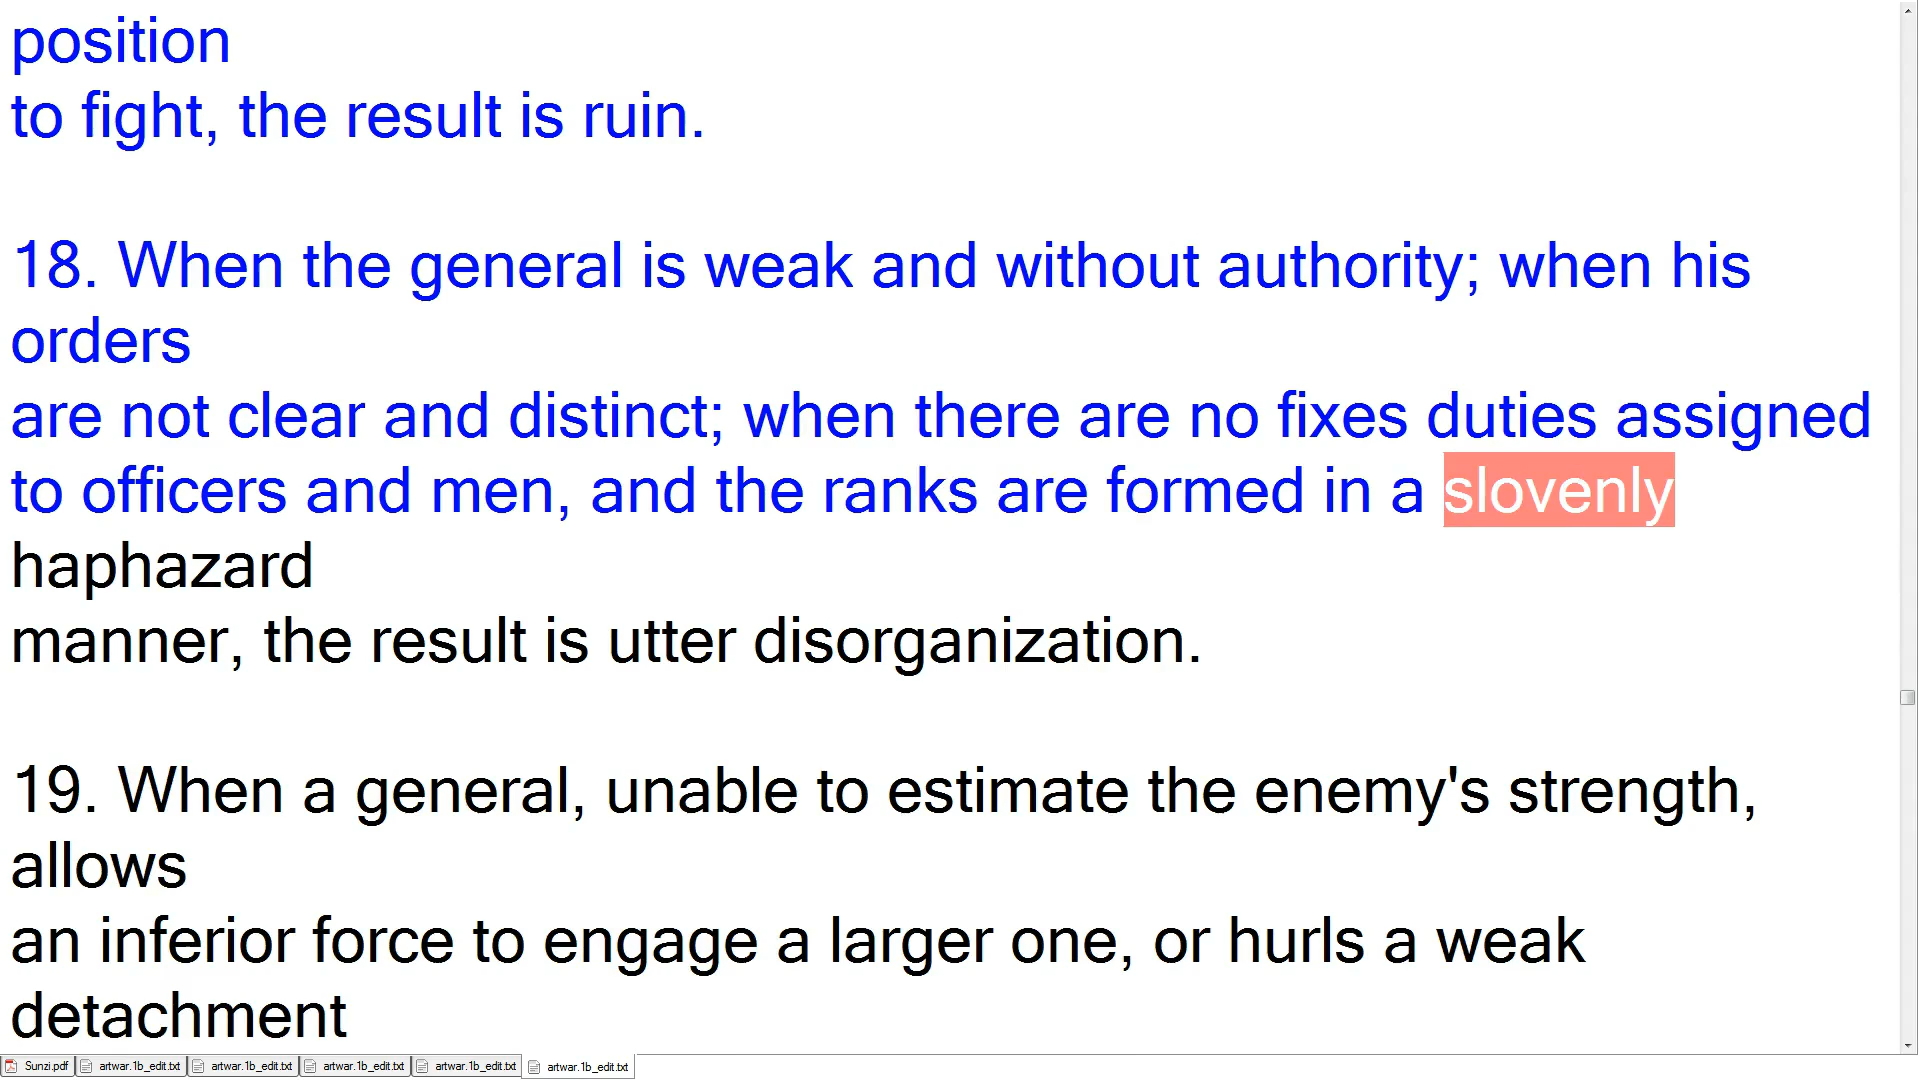 position
to fight, the result is ruin.
18. When the general is weak and without authority; when his
orders
are not clear and distinct; when there are no fixes duties assigned
to officers and men, and the ranks are formed in a slovenly
haphazard
manner, the result is utter disorganization.
19. When a general, unable to estimate the enemy's strength,
allows
an inferior force to engage a larger one, or hurls a weak
detachment
Sunzi.pdf artwar.1b_edit.txt artwar.1b_edit.txt artwar.1b_edit.txt artwar.1b_edit.txt artwar.1b_edit.txt